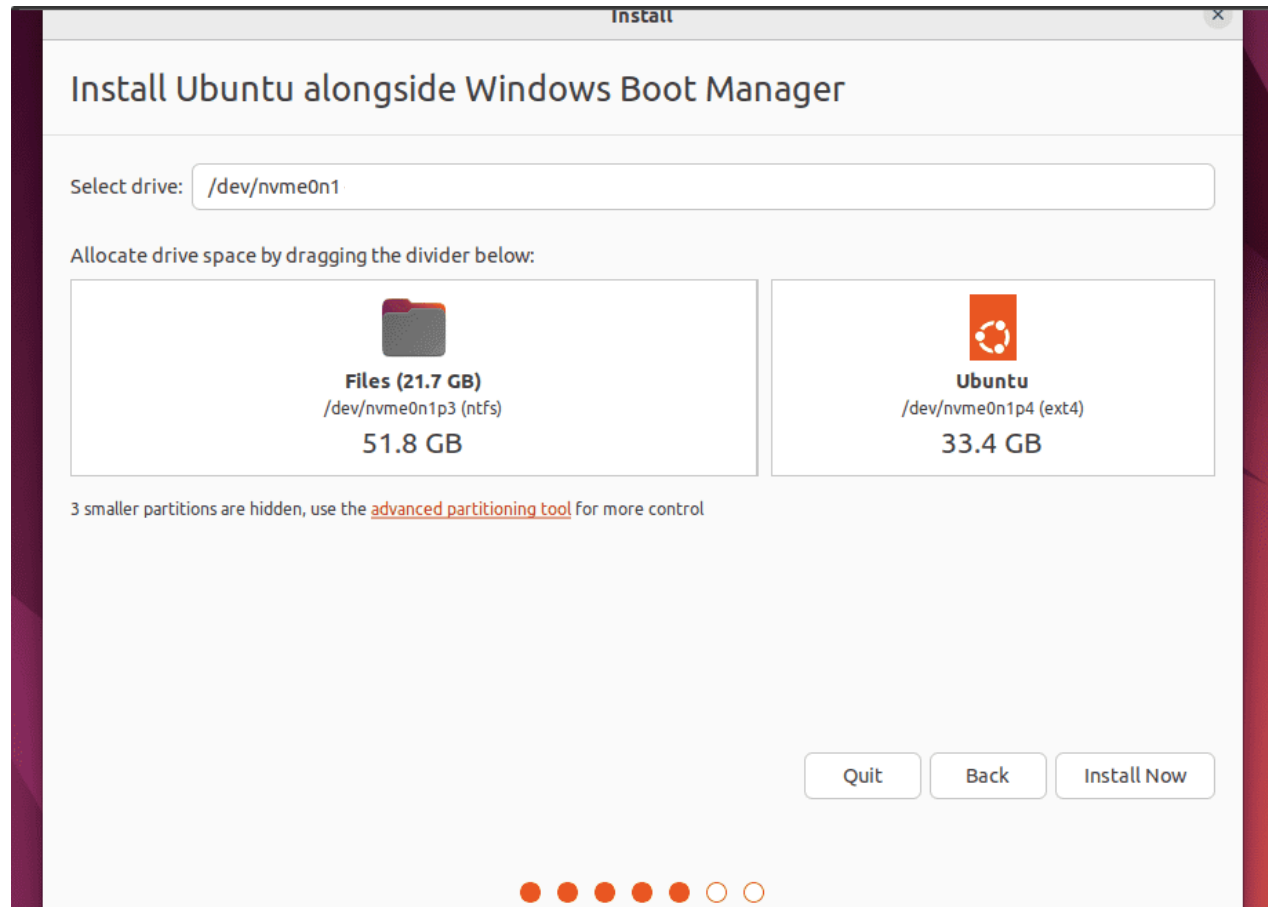 Install
Install Ubuntu alongside Windows Boot Manager
Select drive: /dev/nvme0n1
Allocate drive space by dragging the divider below:
Files (21.7 GB)
/dev/nvme0n1p3 (ntfs)
51.8 GB
Ubuntu
/dev/nvme0n1p4 (ext4)
33.4 GB
3 smaller partitions are hidden, use the advanced partitioning tool for more control
Quit Back Install Now